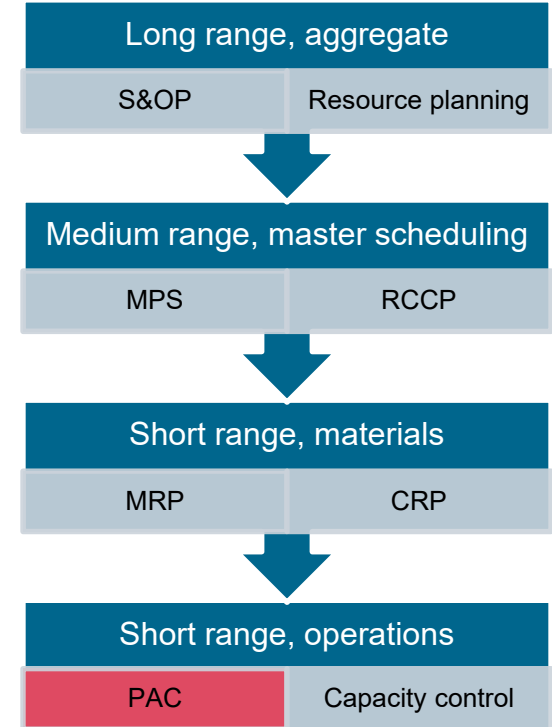 Long range, aggregate
S&OP
Resource planning
Medium range, master scheduling
MPS
RCCP
Short range, materials
MRP
CRP
Short range, operations
PAC
Capacity control